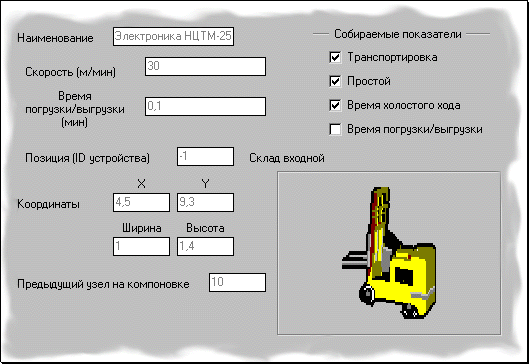 Наименование Электроника НЦТМ-25
Скорость (м/мин) 30
Время
погрузки/выгрузки
(мин) 0,1
Позиция (ID устройства) -1 Склад входной
X Y
Координаты 4,5 9,3
Ширина Высота
1 1,4
Предыдущий узел на компоновке 10
Собираемые показатели
Транспортировка
Простой
Время холостого хода
Время погрузки/выгрузки